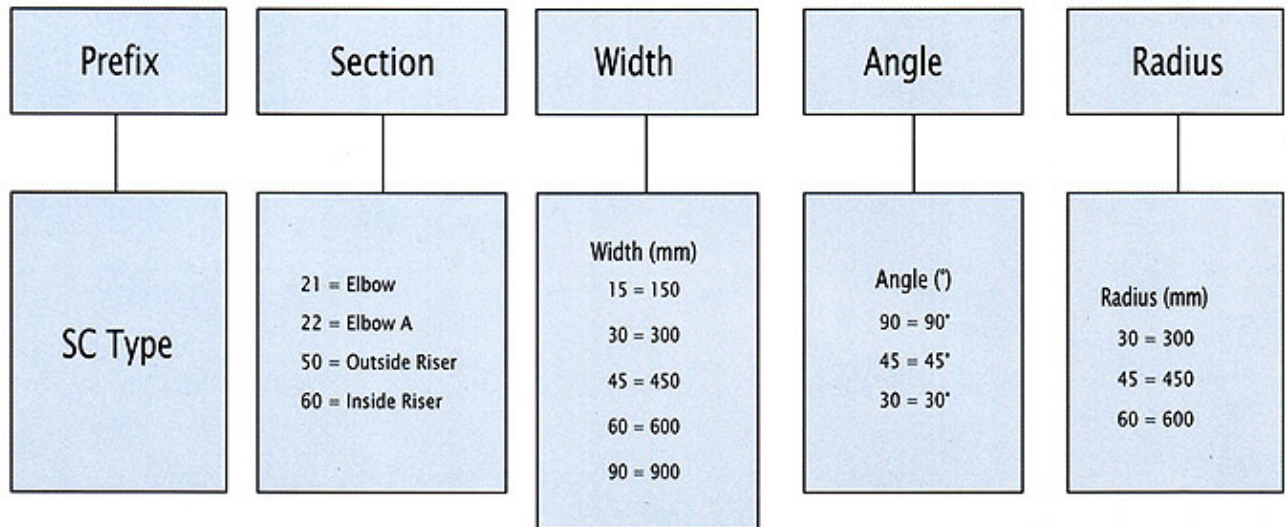 Prefix
Section
Width
Angle
Radius
SC Type
21 = Elbow
22 = Elbow A
50 = Outside Riser
60 = Inside Riser
Width (mm)
15 = 150
30 = 300
45 = 450
60 = 600
90 = 900
Angle (°)
90 = 90°
45 = 45°
30 = 30°
Radius (mm)
30 = 300
45 = 450
60 = 600